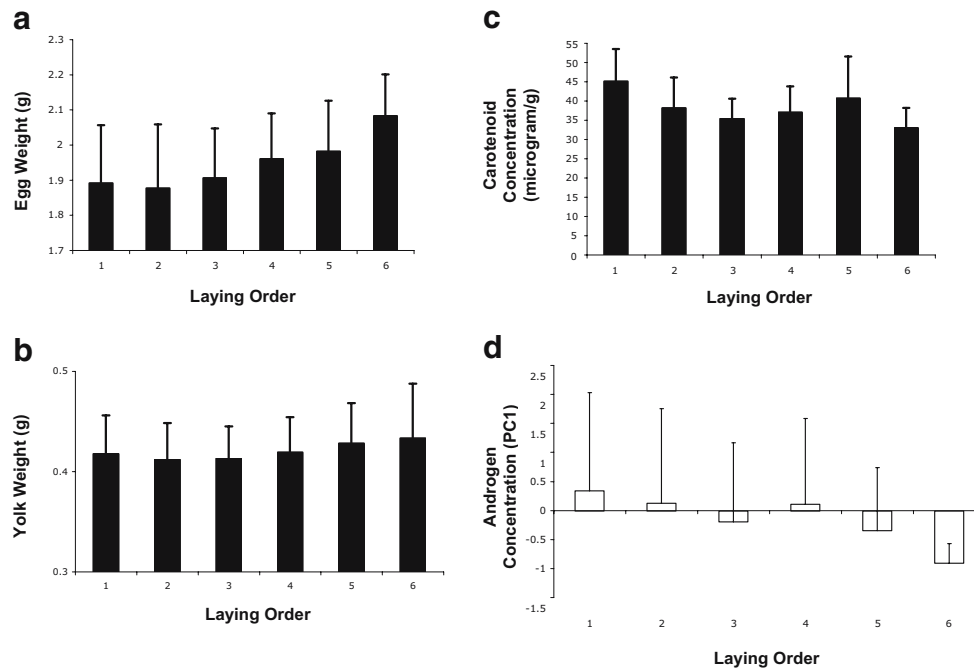 a
Egg Weight (g)
2.3
2.2
2.1
2
1.9
1.8
1.7
1 2 3 4 5 6
Laying Order
b
Yolk Weight (g)
0.5
0.4
0.3
1 2 3 4 5 6
Laying Order
c
Carotenoid
Concentration
(microgram/g)
55
50
45
40
35
30
25
20
15
10
5
0
1 2 3 4 5 6
Laying Order
d
Androgen
Concentration (PC1)
2.5
2
1.5
1
0.5
0
-0.5
-1
-1.5
1 2 3 4 5 6
Laying Order